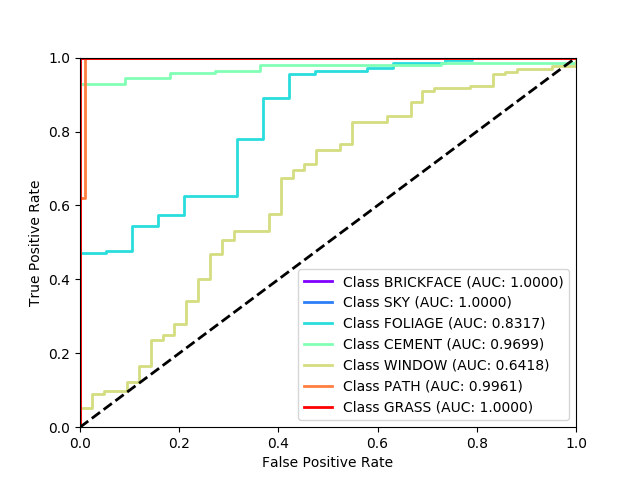 1.0
0.8
0.6
0.4
0.2
0.0
True Positive Rate
Class BRICKFACE (AUC: 1.0000)
Class SKY (AUC: 1.0000)
Class FOLIAGE (AUC: 0.8317)
Class CEMENT (AUC: 0.9699)
Class WINDOW (AUC: 0.6418)
Class PATH (AUC: 0.9961)
Class GRASS (AUC: 1.0000)
0.0 0.2 0.4 0.6 0.8 1.0
False Positive Rate